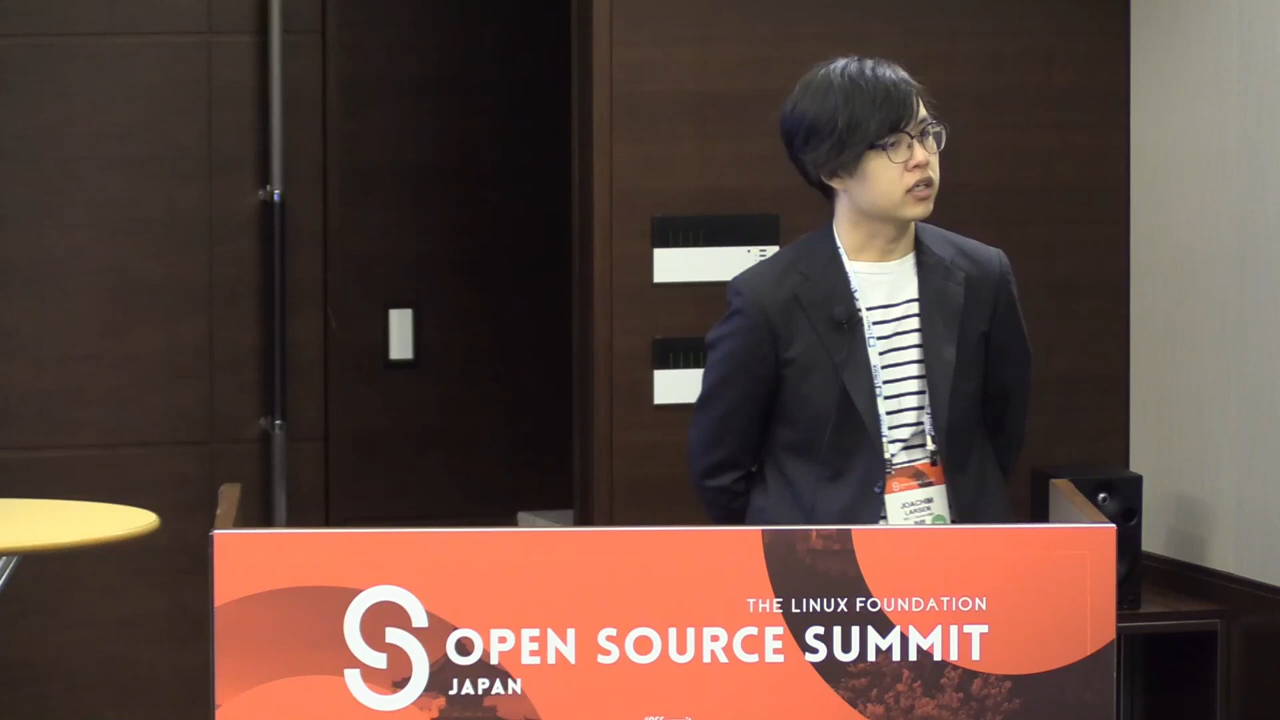 JOACHIM
LARSEN
THE LINUX FOUNDATION
OPEN SOURCE SUMMIT
JAPAN